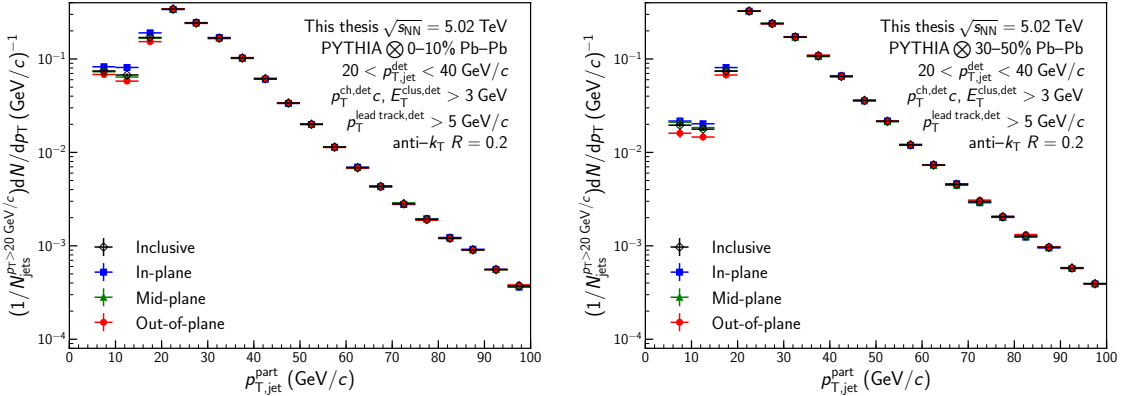 This thesis √s_NN = 5.02 TeV
PYTHIA ⊗ 0–10% Pb–Pb
20 < p_T,jet^det < 40 GeV/c
p_T^ch,det c, E_T^clus,det > 3 GeV
p_T^lead track,det > 5 GeV/c
anti–k_T R = 0.2
Inclusive
In-plane
Mid-plane
Out-of-plane
(1/N_jets^{p_T>20 GeV/c})dN/dp_T (GeV/c)^−1
10^−1
10^−2
10^−3
10^−4
0 10 20 30 40 50 60 70 80 90 100
p_T,jet^part (GeV/c)
This thesis √s_NN = 5.02 TeV
PYTHIA ⊗ 30–50% Pb–Pb
20 < p_T,jet^det < 40 GeV/c
p_T^ch,det c, E_T^clus,det > 3 GeV
p_T^lead track,det > 5 GeV/c
anti–k_T R = 0.2
Inclusive
In-plane
Mid-plane
Out-of-plane
(1/N_jets^{p_T>20 GeV/c})dN/dp_T (GeV/c)^−1
10^−1
10^−2
10^−3
10^−4
0 10 20 30 40 50 60 70 80 90 100
p_T,jet^part (GeV/c)